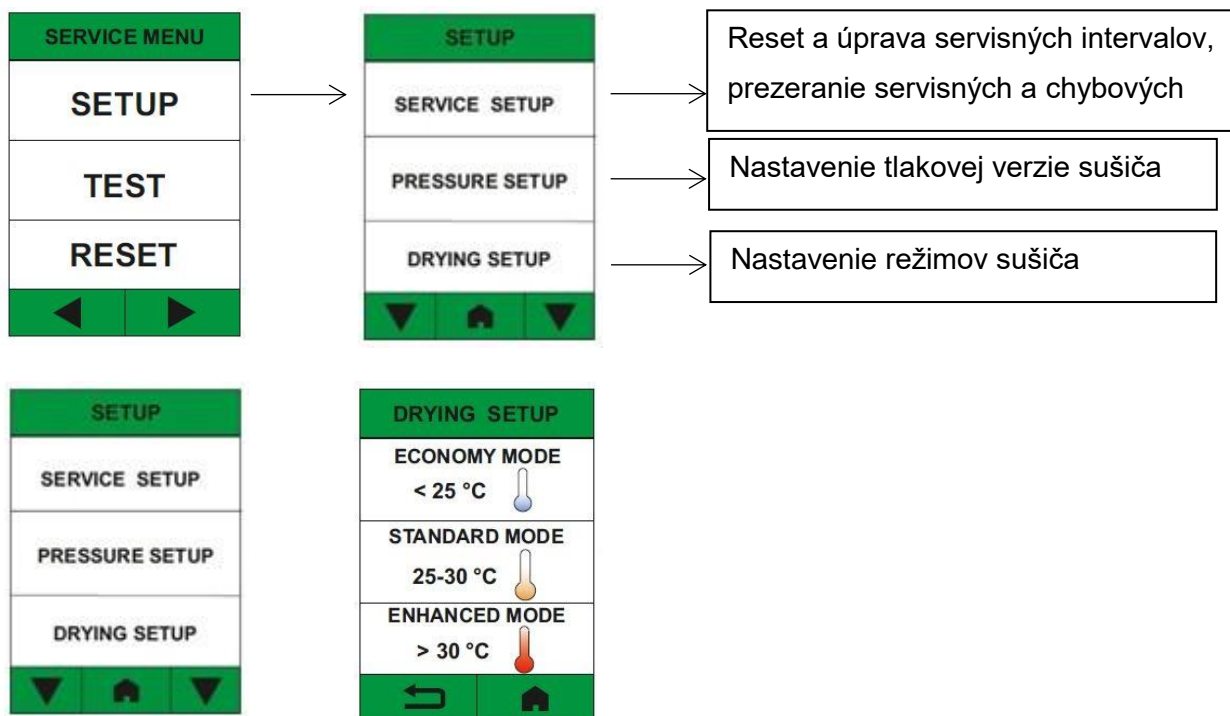 SERVICE MENU
SETUP
TEST
RESET
SETUP
SERVICE SETUP
PRESSURE SETUP
DRYING SETUP
Reset a úprava servisných intervalov,
prezeranie servisných a chybových
Nastavenie tlakovej verzie sušiča
Nastavenie režimov sušiča
SETUP
SERVICE SETUP
PRESSURE SETUP
DRYING SETUP
DRYING SETUP
ECONOMY MODE
< 25 °C
STANDARD MODE
25-30 °C
ENHANCED MODE
> 30 °C